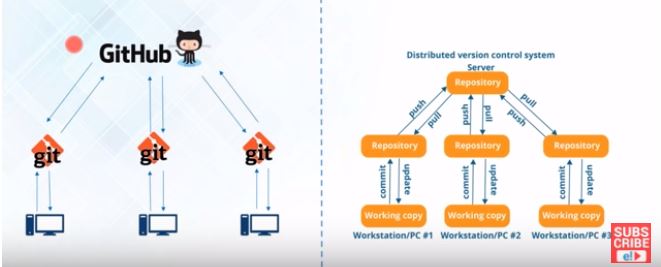 GitHub
git
git
git
Distributed version control system
Server
Repository
push
pull
push
pull
pull
push
Repository
Repository
Repository
commit
update
commit
update
commit
update
Working copy
Working copy
Working copy
Workstation/PC #1
Workstation/PC #2
Workstation/PC #3
SUBS
CRIBE
e!